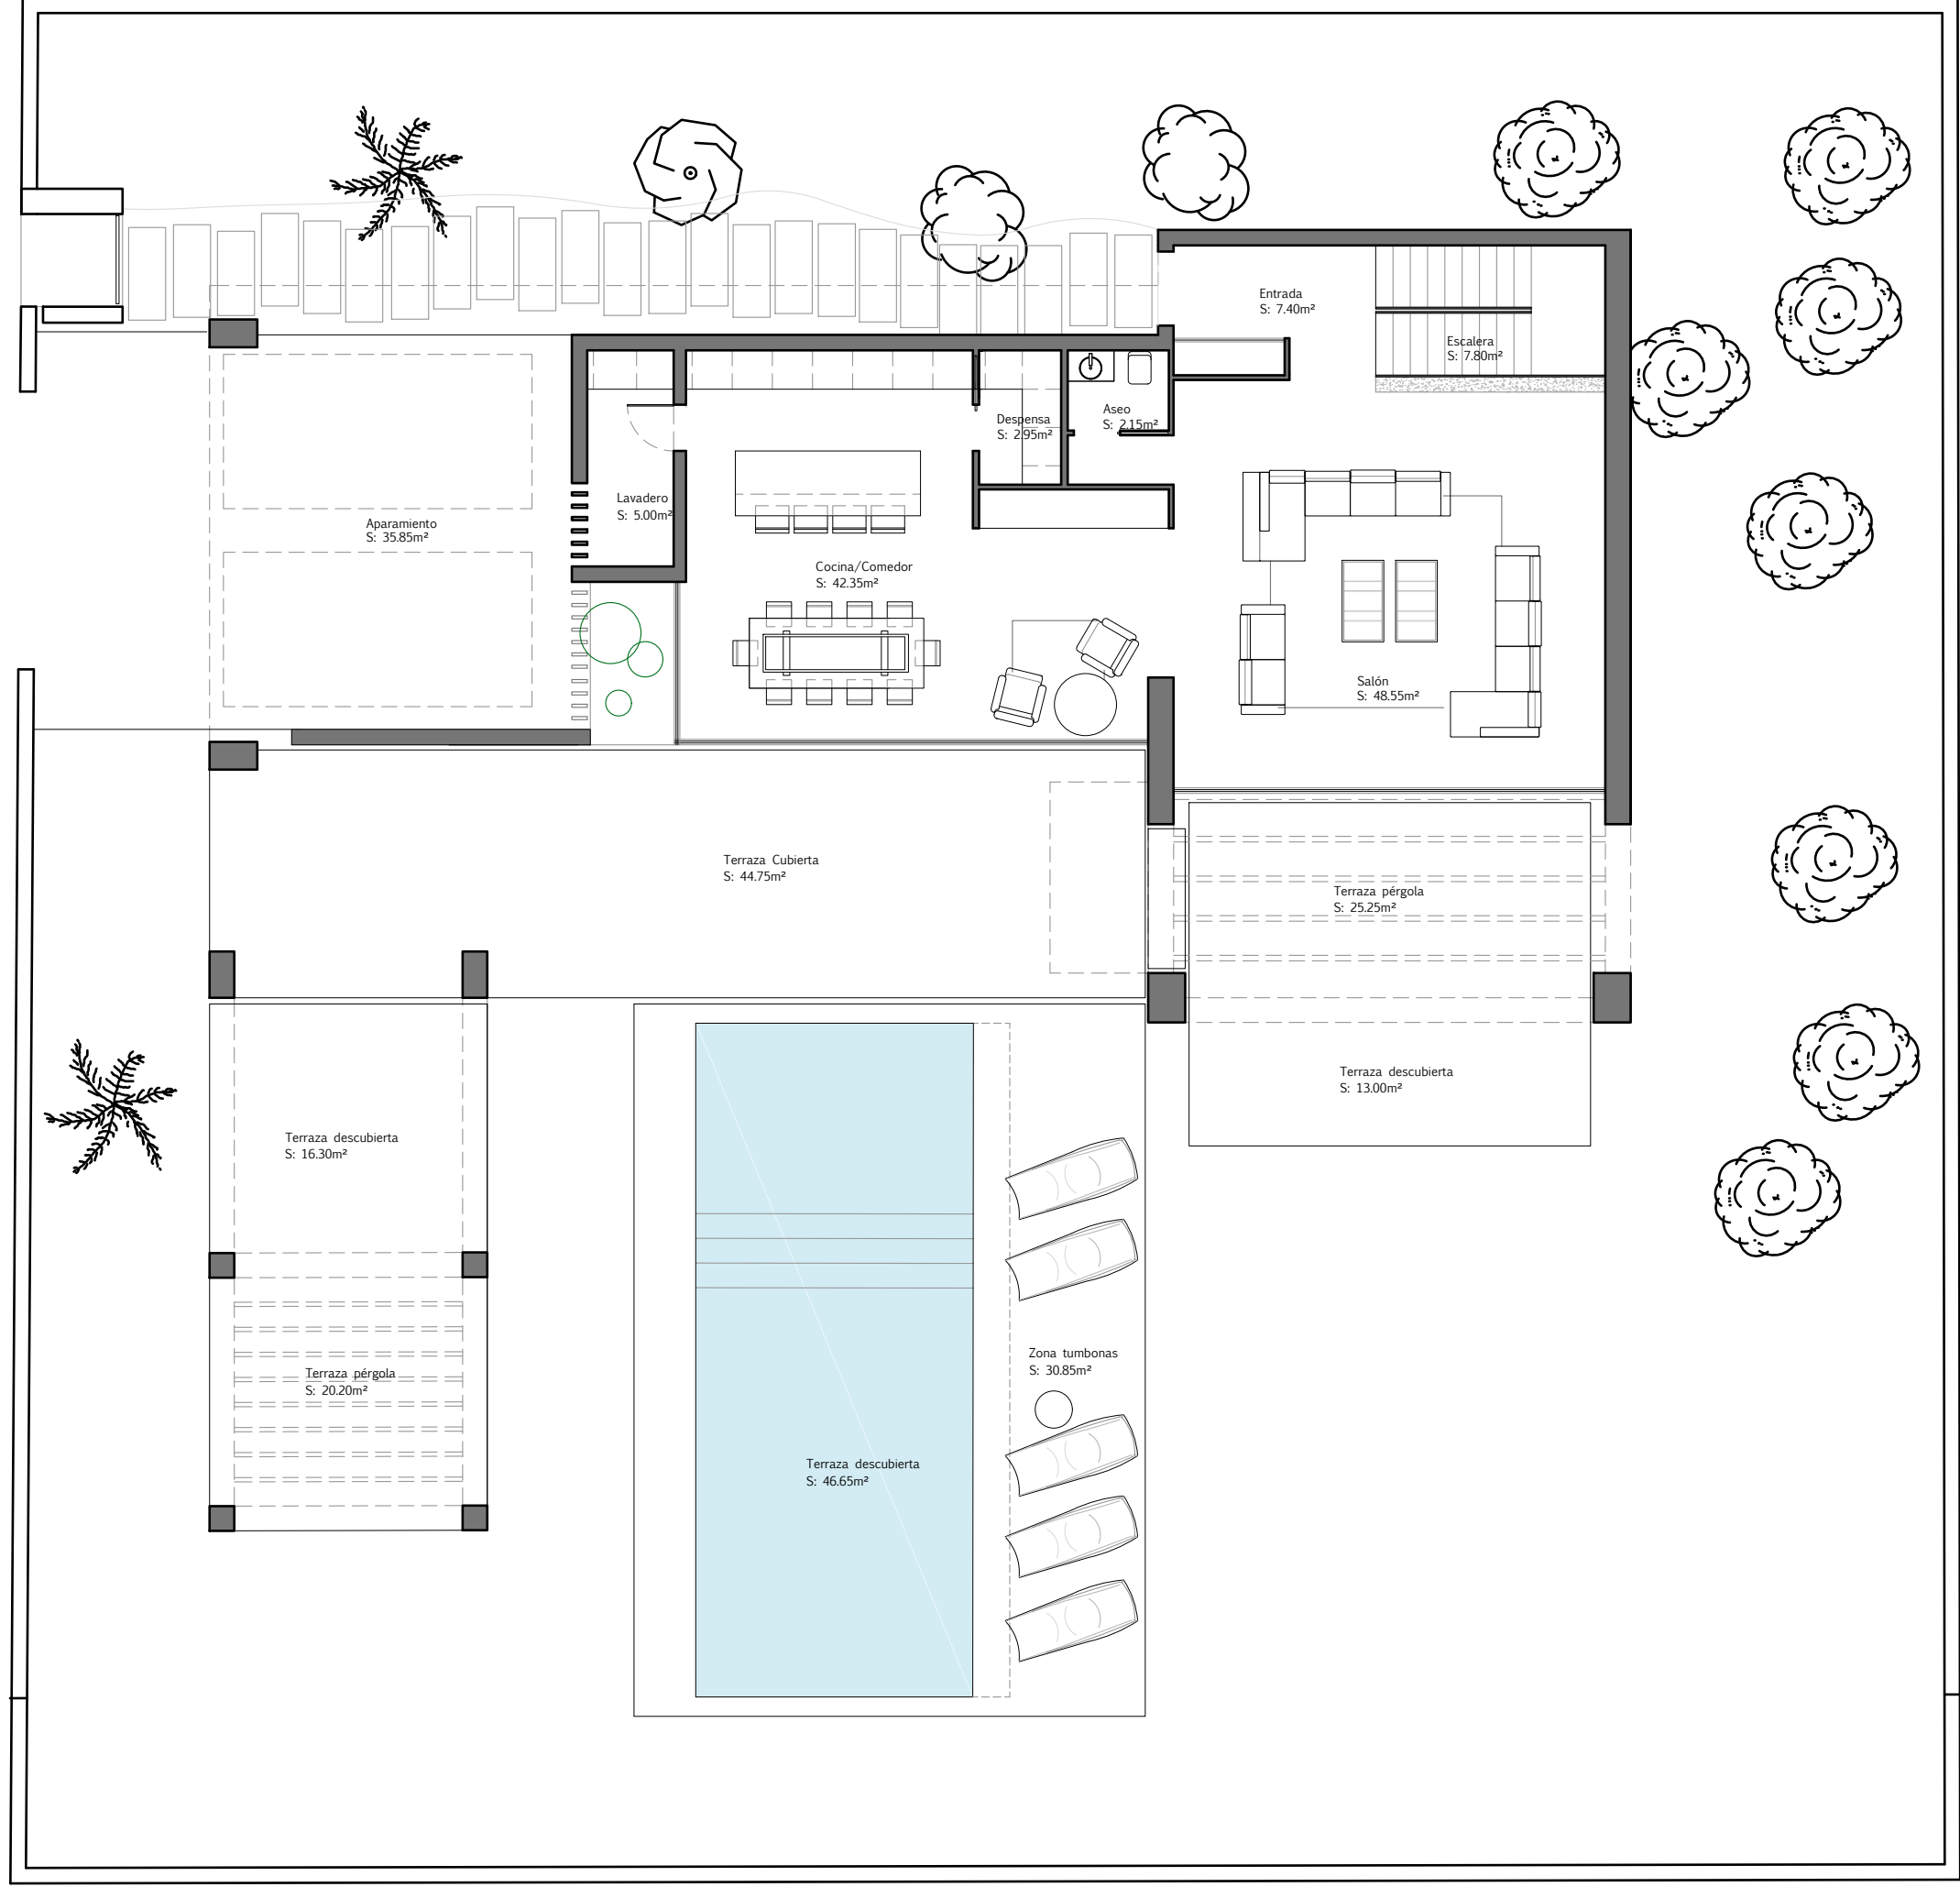 Entrada
S: 7.40m²
Escalera
S: 7.80m²
Despensa
S: 2.95m²
Aseo
S: 2.15m²
Lavadero
S: 5.00m²
Aparamiento
S: 35.85m²
Cocina/Comedor
S: 42.35m²
Salón
S: 48.55m²
Terraza Cubierta
S: 44.75m²
Terraza pérgola
S: 25.25m²
Terraza descubierta
S: 13.00m²
Terraza descubierta
S: 16.30m²
Zona tumbonas
S: 30.85m²
Terraza pérgola
S: 20.20m²
Terraza descubierta
S: 46.65m²